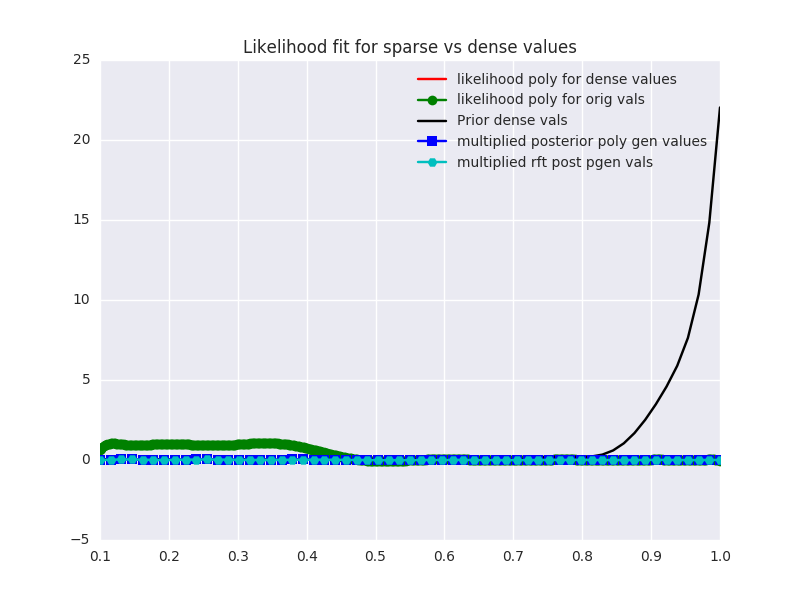 Likelihood fit for sparse vs dense values
25
20
15
10
5
0
−5
likelihood poly for dense values
likelihood poly for orig vals
Prior dense vals
multiplied posterior poly gen values
multiplied rft post pgen vals
0.1 0.2 0.3 0.4 0.5 0.6 0.7 0.8 0.9 1.0